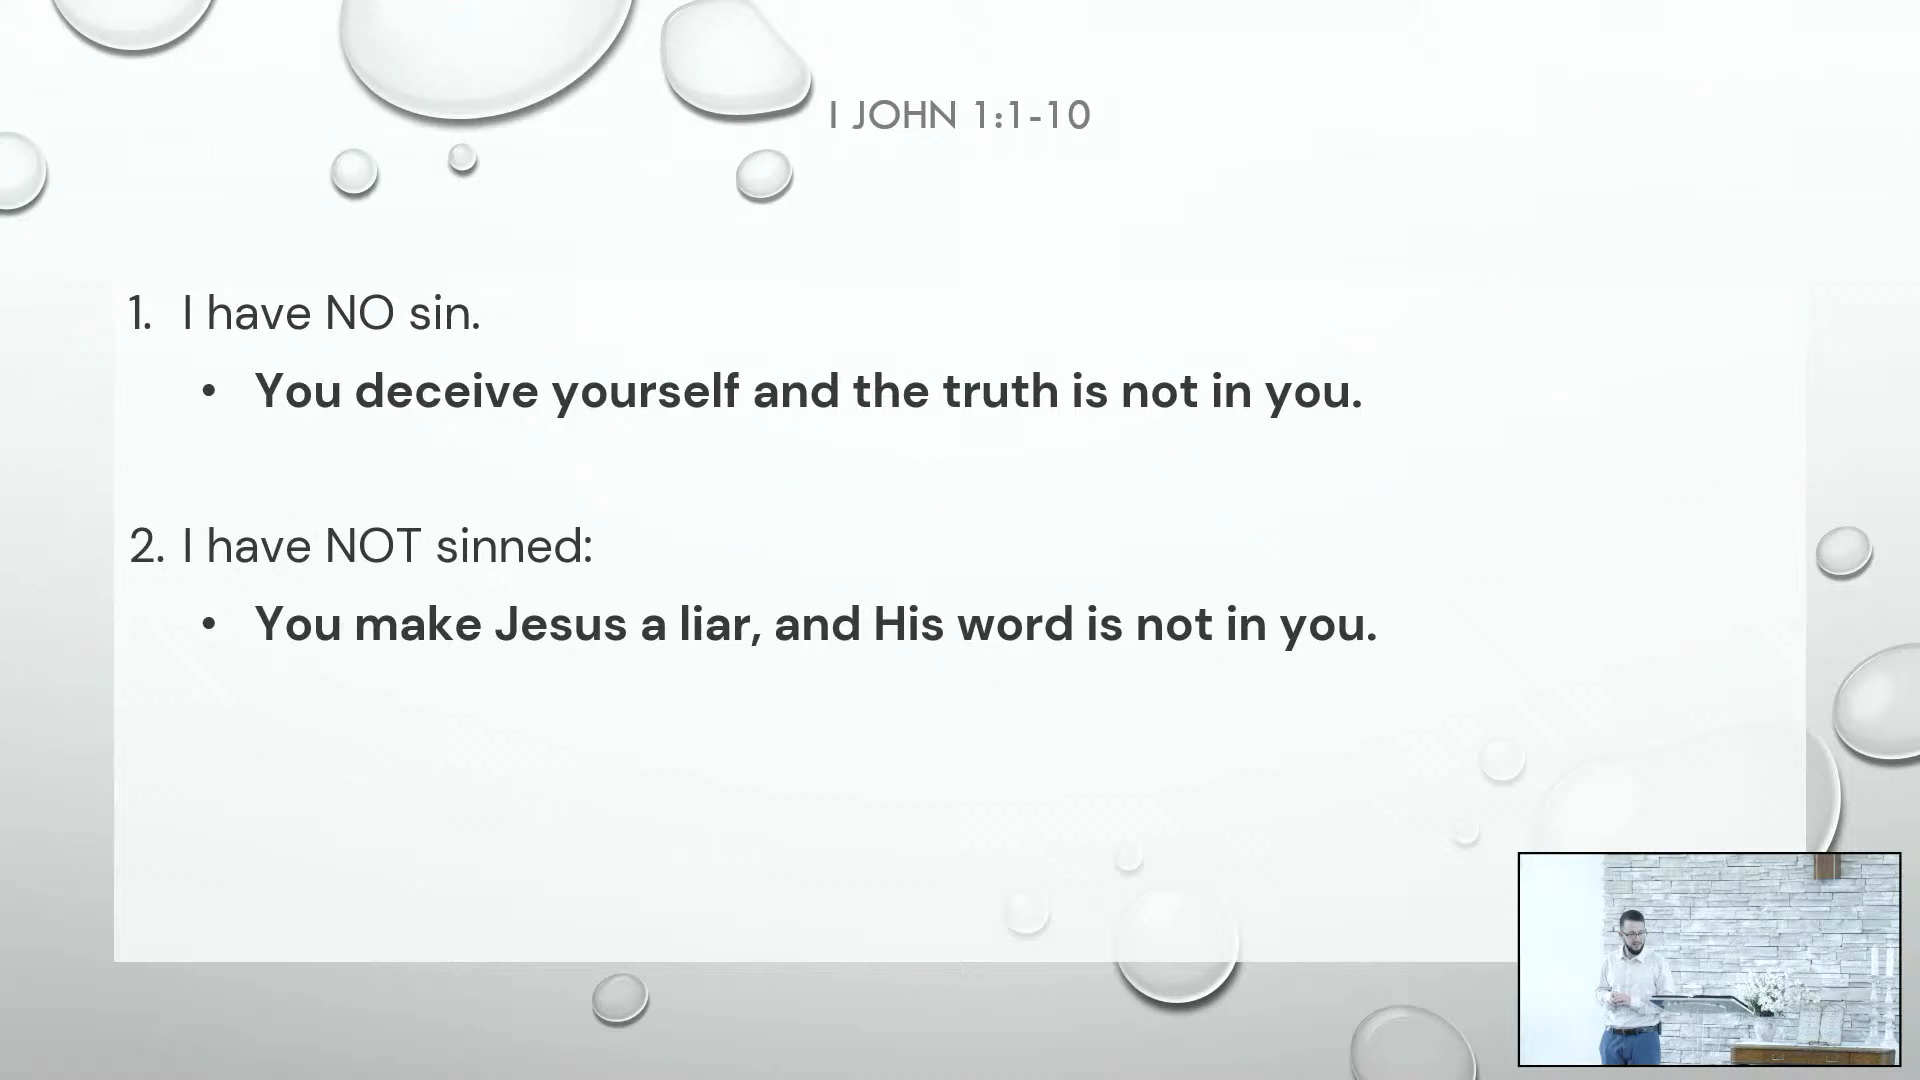 I JOHN 1:1-10
1. I have NO sin.
• You deceive yourself and the truth is not in you.
2. I have NOT sinned:
• You make Jesus a liar, and His word is not in you.